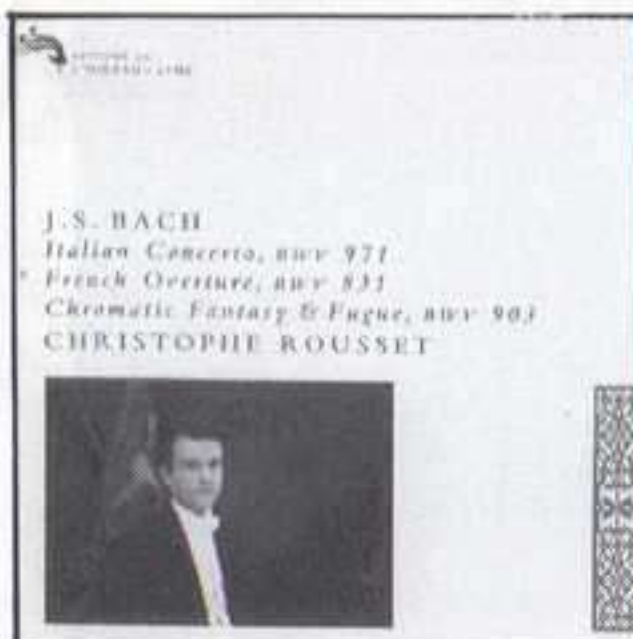 J.S. BACH
Italian Concerto, BWV 971
French Overture, BWV 831
Chromatic Fantasy & Fugue, BWV 903
CHRISTOPHE ROUSSET